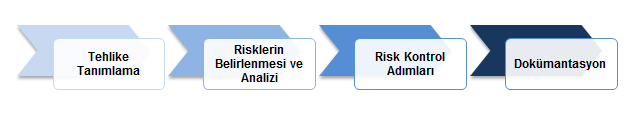 Tehlike
Tanımlama
Risklerin
Belirlenmesi ve
Analizi
Risk Kontrol
Adımları
Dokümantasyon